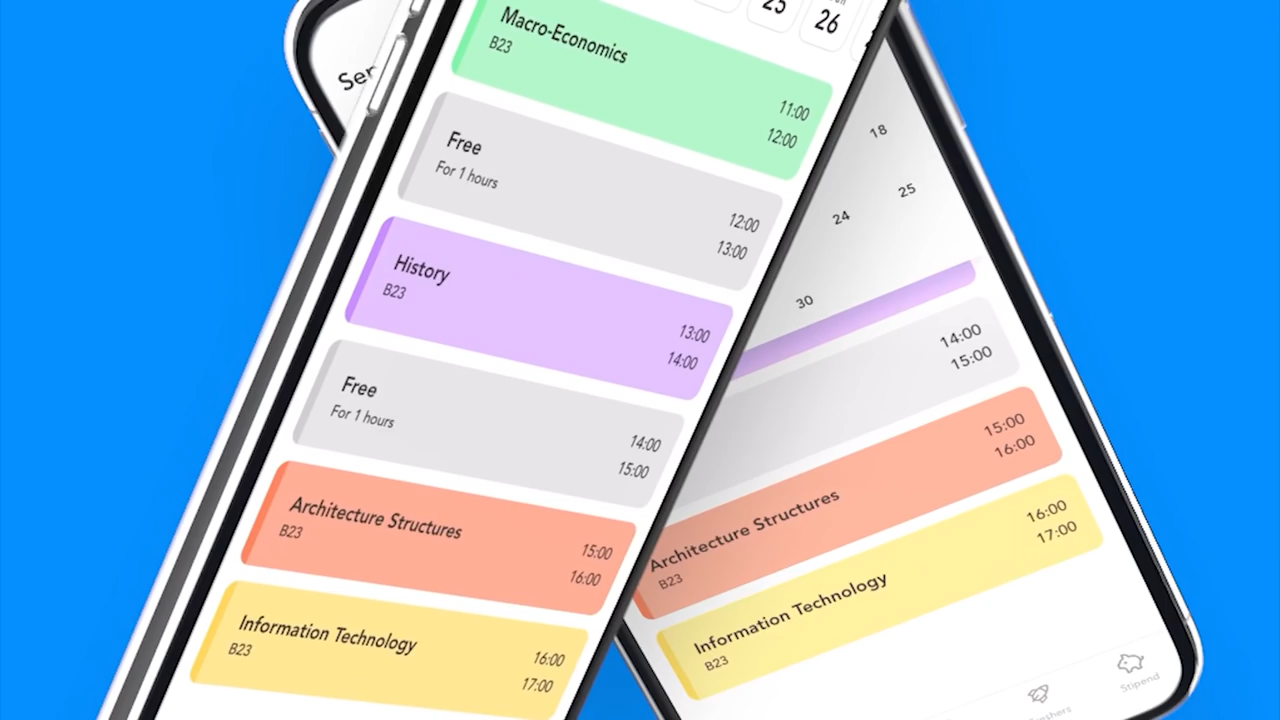 25
26
Macro-Economics
B23
11:00
12:00
Free
For 1 hours
12:00
13:00
History
B23
13:00
14:00
Free
For 1 hours
14:00
15:00
Architecture Structures
B23
15:00
16:00
Information Technology
B23
16:00
17:00
18
24
25
30
14:00
15:00
Architecture Structures
B23
15:00
16:00
Information Technology
B23
16:00
17:00
Stipend